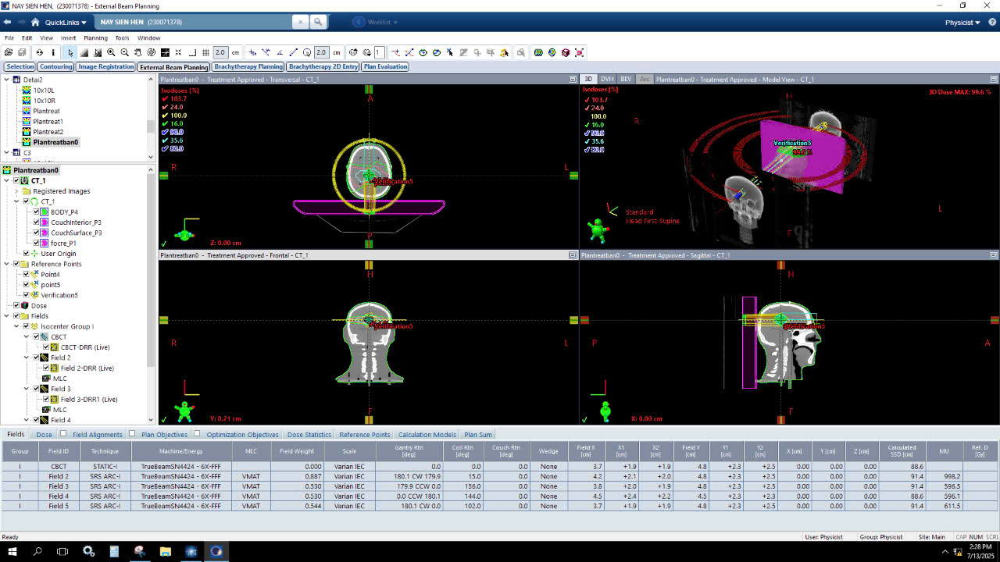 NAY SIEN HEN, (230071378) - External Beam Planning
QuickLinks
NAY SIEN HEN (230071378)
0 Worklist
Physicist
File Edit View Insert Planning Tools Window
2.0 cm 2.0 cm 1
Selection Contouring Image Registration External Beam Planning Brachytherapy Planning Brachytherapy 2D Entry Plan Evaluation
Detai2
10x10L
10x10R
Plantreat
Plantreat1
Plantreat2
Plantreatban0
C3
Plantreatban0
CT_1
Registered Images
CT_1
BODY_P4
CouchInterior_P3
CouchSurface_P3
focre_P1
User Origin
Reference Points
Point4
point5
Verification5
Dose
Fields
Isocenter Group I
CBCT
CBCT-DRR (Live)
Field 2
Field 2-DRR (Live)
MLC
Field 3
Field 3-DRR1 (Live)
MLC
Field 4
Plantreatban0 - Treatment Approved - Transversal - CT_1
Isodoses [%]
103.7
24.0
100.0
16.0
90.0
35.6
80.0
A
R
L
Verification5
P
Z: 0.00 cm
3D DVH BEV Arc Plantreatban0 - Treatment Approved - Model View - CT_1
Isodoses [%]
103.7
24.0
100.0
16.0
90.0
35.6
80.0
3D Dose MAX: 99.6 %
H
R
Verification5
99.6 %
L
Standard
Head First Supine
F
Plantreatban0 - Treatment Approved - Frontal - CT_1
H
Verification5
R
L
F
Y: 0.21 cm
Plantreatban0 - Treatment Approved - Sagittal - CT_1
H
Verification5
P
A
F
X: 0.00 cm
Fields Dose Field Alignments Plan Objectives Optimization Objectives Dose Statistics Reference Points Calculation Models Plan Sum
Group Field ID Technique Machine/Energy MLC Field Weight Scale Gantry Rtn [deg] Coll Rtn [deg] Couch Rtn [deg] Wedge Field X [cm] X1 [cm] X2 [cm] Field Y [cm] Y1 [cm] Y2 [cm] X [cm] Y [cm] Z [cm] Calculated SSD [cm] MU Ref. D [Gy]
I CBCT STATIC-I TrueBeamSN4424 - 6X-FFF 0.000 Varian IEC 0.0 0.0 0.0 None 3.7 +1.9 +1.9 4.8 +2.3 +2.5 0.00 0.00 0.00 88.6
I Field 2 SRS ARC-I TrueBeamSN4424 - 6X-FFF VMAT 0.887 Varian IEC 180.1 CW 179.9 15.0 0.0 None 4.2 +2.1 +2.0 4.8 +2.3 +2.5 0.00 0.00 0.00 91.4 998.2
I Field 3 SRS ARC-I TrueBeamSN4424 - 6X-FFF VMAT 0.530 Varian IEC 179.9 CCW 0.0 156.0 0.0 None 3.8 +2.0 +1.9 4.8 +2.3 +2.5 0.00 0.00 0.00 91.4 596.5
I Field 4 SRS ARC-I TrueBeamSN4424 - 6X-FFF VMAT 0.530 Varian IEC 0.0 CW 180.1 144.0 0.0 None 4.5 +2.4 +2.2 4.8 +2.3 +2.5 0.00 0.00 0.00 88.6 596.1
I Field 5 SRS ARC-I TrueBeamSN4424 - 6X-FFF VMAT 0.544 Varian IEC 180.1 CW 0.0 102.0 0.0 None 3.7 +1.9 +1.9 4.8 +2.3 +2.5 0.00 0.00 0.00 91.4 611.5
Ready
User: Physicist Group: Physicist Site: Main CAP NUM SCRL
2:28 PM
7/13/2025